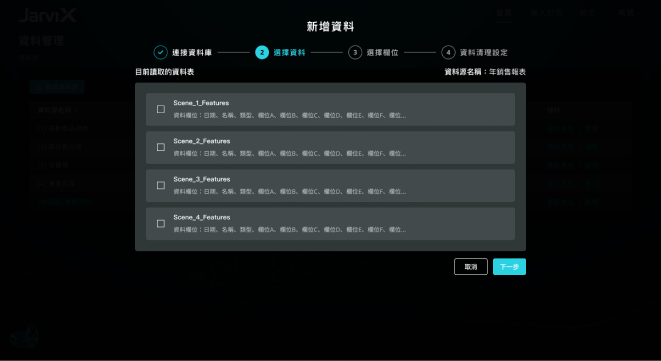 JarviX
新增資料
資料管理
連接資料庫
2 選擇資料
3 選擇欄位
4 資料清理設定
目前讀取的資料表
資料源名稱：年銷售報表
Scene_1_Features
資料欄位：日期、名稱、類型、欄位A、欄位B、欄位C、欄位D、欄位E、欄位F、欄位...
Scene_2_Features
資料欄位：日期、名稱、類型、欄位A、欄位B、欄位C、欄位D、欄位E、欄位F、欄位...
Scene_3_Features
資料欄位：日期、名稱、類型、欄位A、欄位B、欄位C、欄位D、欄位E、欄位F、欄位...
Scene_4_Features
資料欄位：日期、名稱、類型、欄位A、欄位B、欄位C、欄位D、欄位E、欄位F、欄位...
取消
下一步